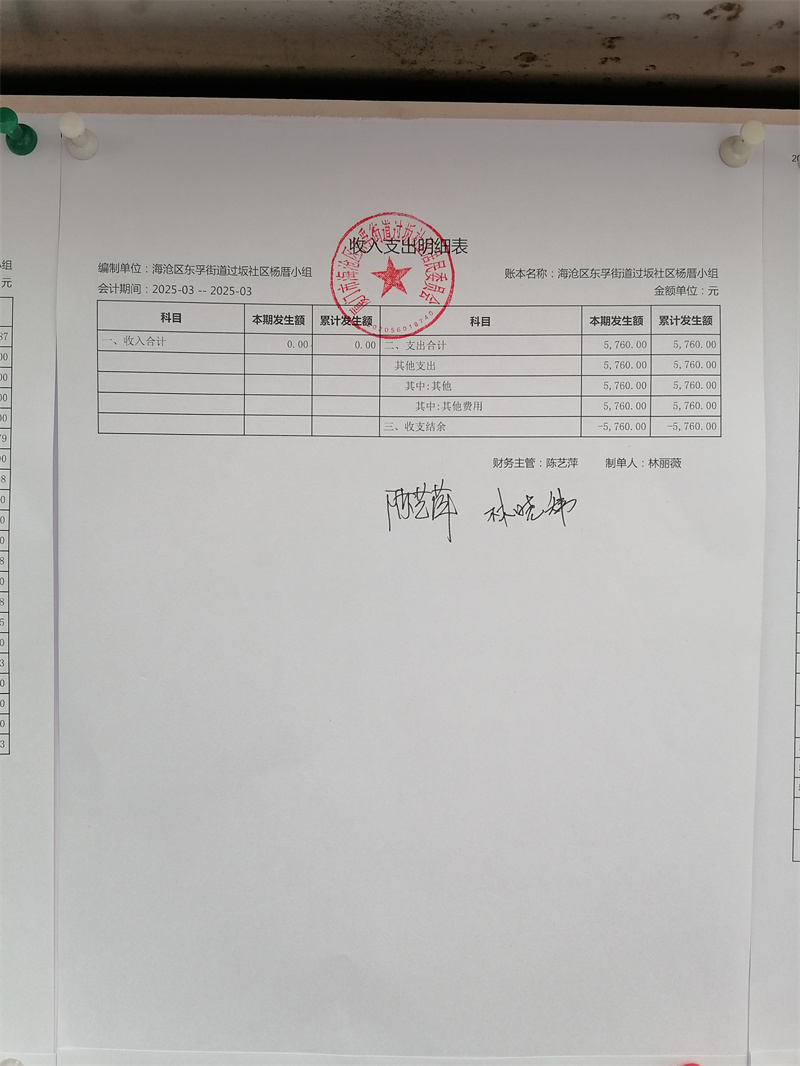 收入支出明细表
编制单位：海沧区东孚街道过坂社区杨厝小组 账本名称：海沧区东孚街道过坂社区杨厝小组
会计期间：2025-03 -- 2025-03 金额单位：元
科目 本期发生额 累计发生额 科目 本期发生额 累计发生额
一、收入合计 0.00 0.00 二、支出合计 5,760.00 5,760.00
其他支出 5,760.00 5,760.00
其中:其他 5,760.00 5,760.00
其中:其他费用 5,760.00 5,760.00
三、收支结余 -5,760.00 -5,760.00
财务主管：陈艺萍 制单人：林丽薇
陈艺萍 林晓炜